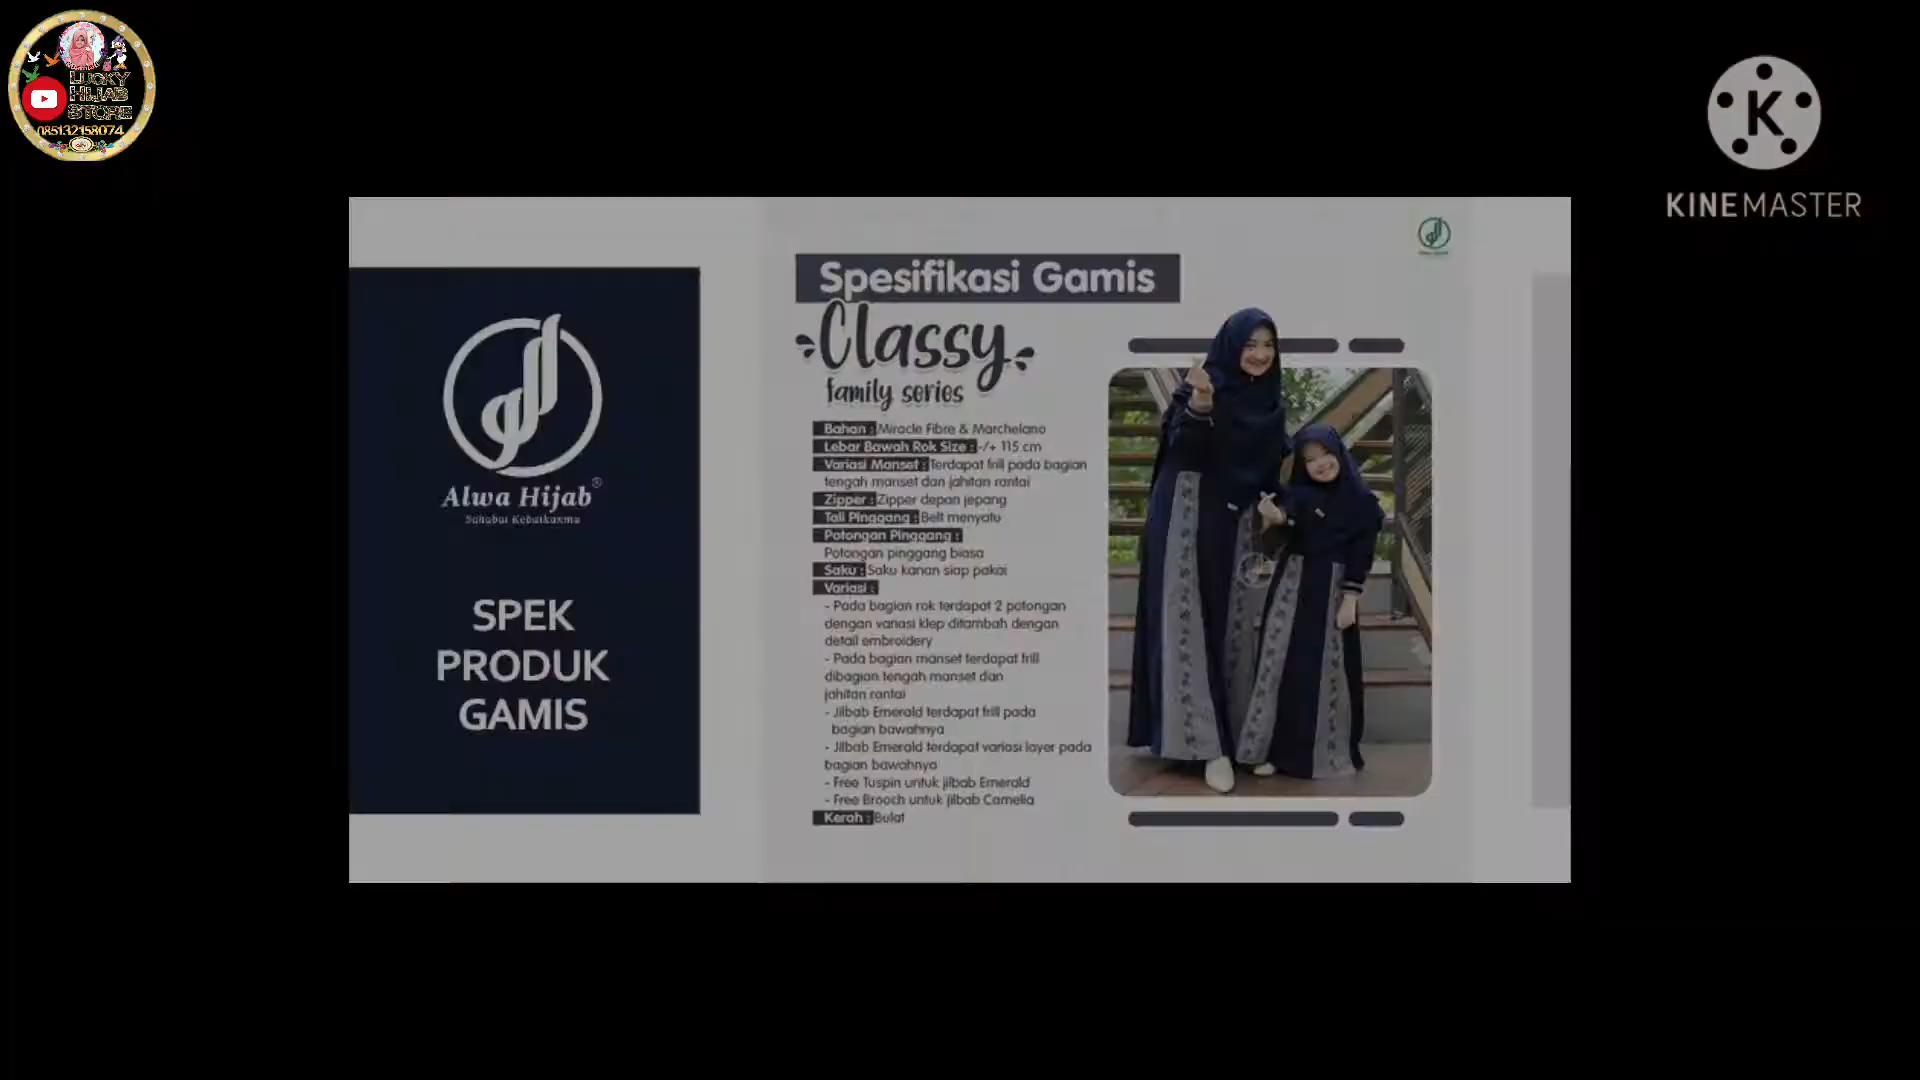 LUCKY
HIJAB
STORE
085132158074
K
KINEMASTER
Alwa Hijab®
Sahabat Kebaikanmu
SPEK
PRODUK
GAMIS
Spesifikasi Gamis
Classy
family series
Bahan : Miracle Fibre & Marchelano
Lebar Bawah Rok Size : -/+ 115 cm
Variasi Manset : Terdapat frill pada bagian
tengah manset dan jahitan rantai
Zipper : Zipper depan jepang
Tali Pinggang : Belt menyatu
Potongan Pinggang :
Potongan pinggang biasa
Saku : Saku kanan siap pakai
Variasi :
- Pada bagian rok terdapat 2 potongan
dengan variasi klep ditambah dengan
detail embroidery
- Pada bagian manset terdapat frill
dibagian tengah manset dan
jahitan rantai
- Jilbab Emerald terdapat frill pada
bagian bawahnya
- Jilbab Emerald terdapat variasi layer pada
bagian bawahnya
- Free Tuspin untuk jilbab Emerald
- Free Brooch untuk jilbab Camelia
Kerah : Bulat